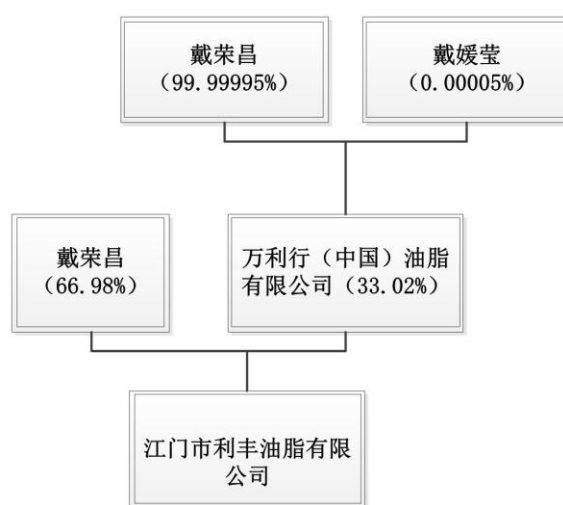 戴荣昌
（99.99995%）
戴媛莹
（0.00005%）
戴荣昌
（66.98%）
万利行（中国）油脂
有限公司（33.02%）
江门市利丰油脂有限
公司